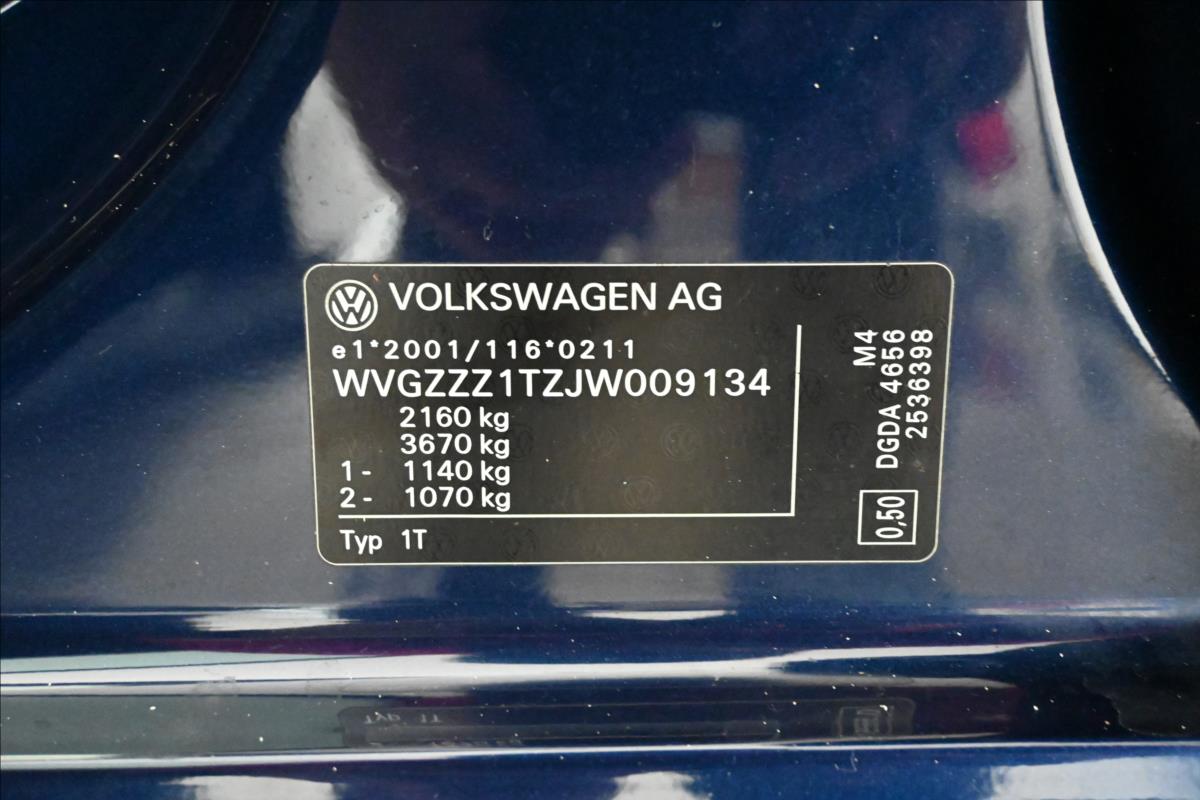 VOLKSWAGEN AG
e1*2001/116*0211
WVGZZZ1TZJW009134
2160 kg
3670 kg
1- 1140 kg
2- 1070 kg
Typ 1T
M4
DGDA 4656
2536398
0,50